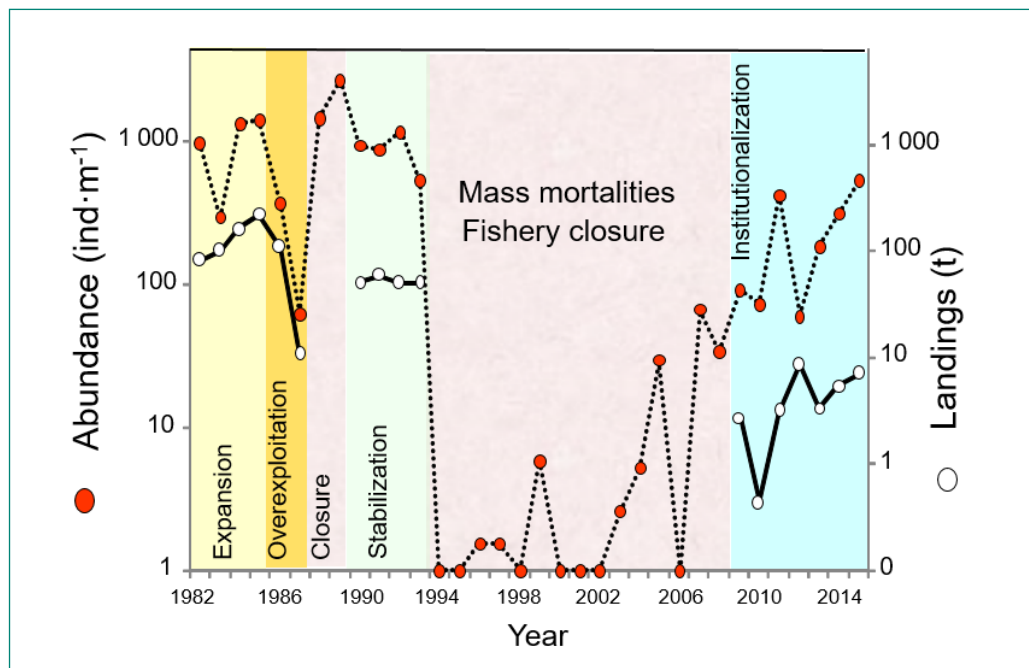 Abundance (ind·m⁻¹)
1 000
100
10
1
Expansion
Overexploitation
Closure
Stabilization
Mass mortalities
Fishery closure
Institutionalization
1 000
100
10
1
0
Landings (t)
1982
1986
1990
1994
1998
2002
2006
2010
2014
Year